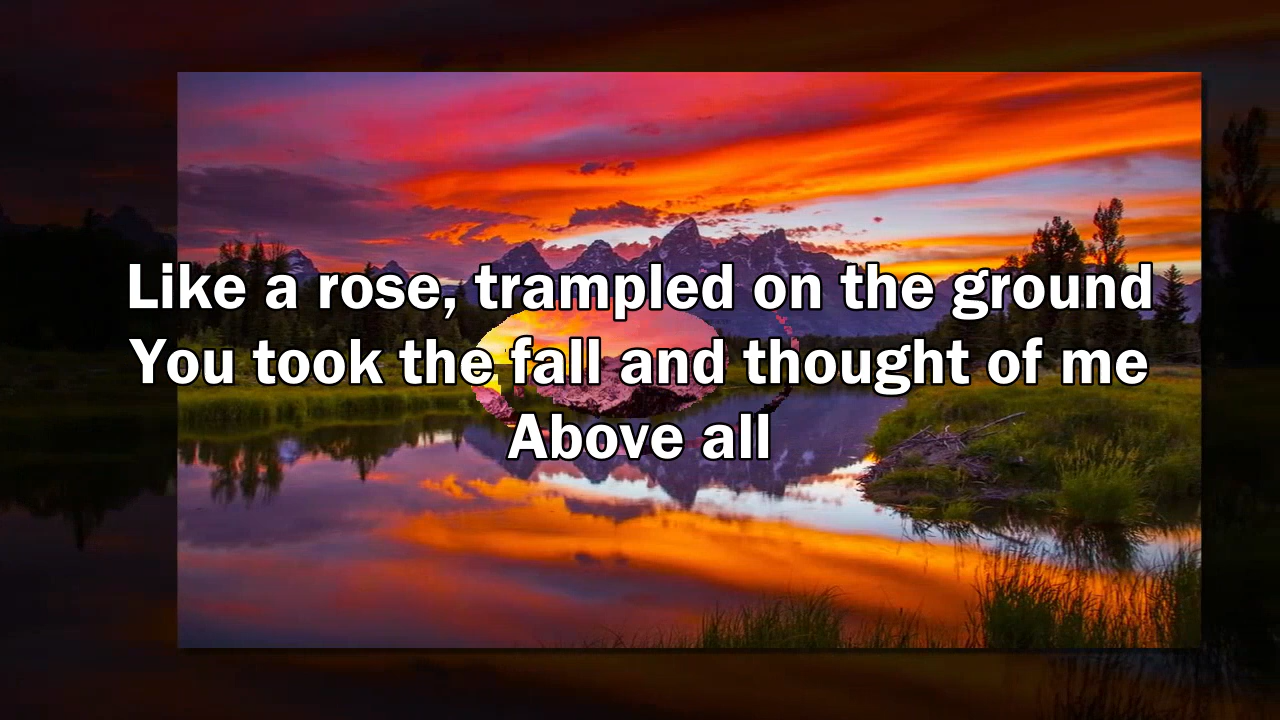 Like a rose, trampled on the ground
You took the fall and thought of me
Above all